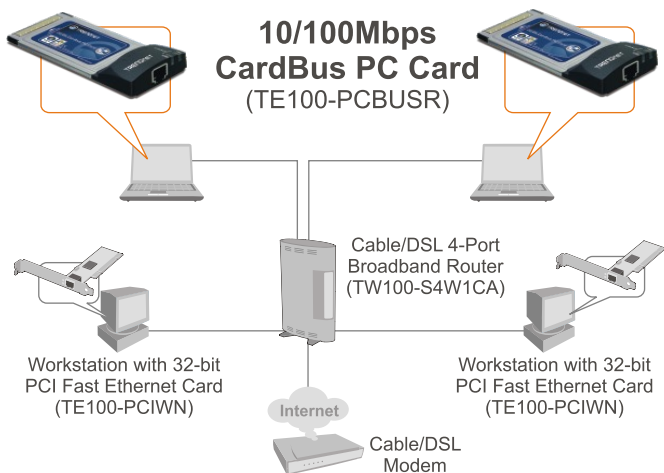 10/100Mbps
CardBus PC Card
(TE100-PCBUSR)
TRENDNET
TRENDNET
Cable/DSL 4-Port
Broadband Router
(TW100-S4W1CA)
Workstation with 32-bit
PCI Fast Ethernet Card
(TE100-PCIWN)
Workstation with 32-bit
PCI Fast Ethernet Card
(TE100-PCIWN)
Internet
Cable/DSL
Modem